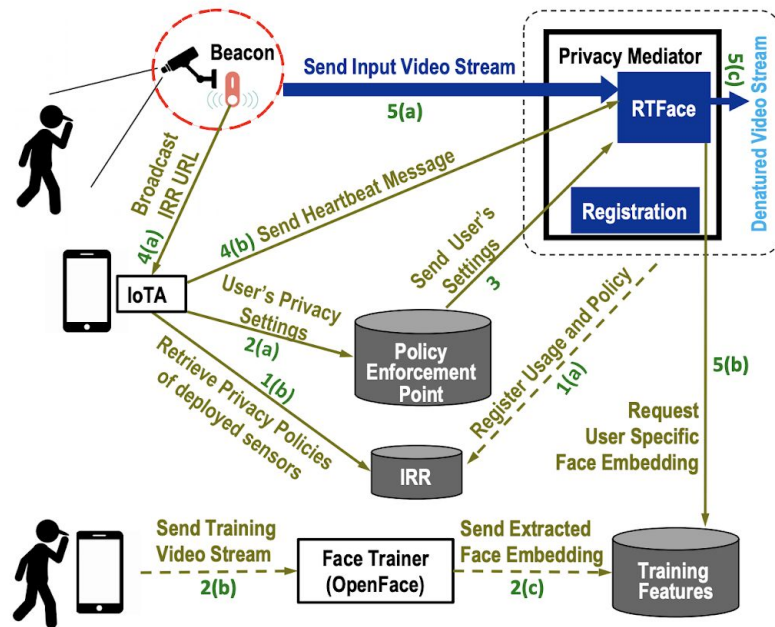 Beacon
Send Input Video Stream
5(a)
Privacy Mediator
RTFace
Registration
5(c)
Denatured Video Stream
Broadcast
IRR URL
4(a)
4(b) Send Heartbeat Message
IoTA
User's Privacy
Settings
2(a)
Send User's
Settings
3
Policy
Enforcement
Point
Retrieve Privacy Policies
of deployed sensors
1(b)
Register Usage and Policy
1(a)
IRR
5(b)
Request
User Specific
Face Embedding
Send Training
Video Stream
2(b)
Face Trainer
(OpenFace)
Send Extracted
Face Embedding
2(c)
Training
Features